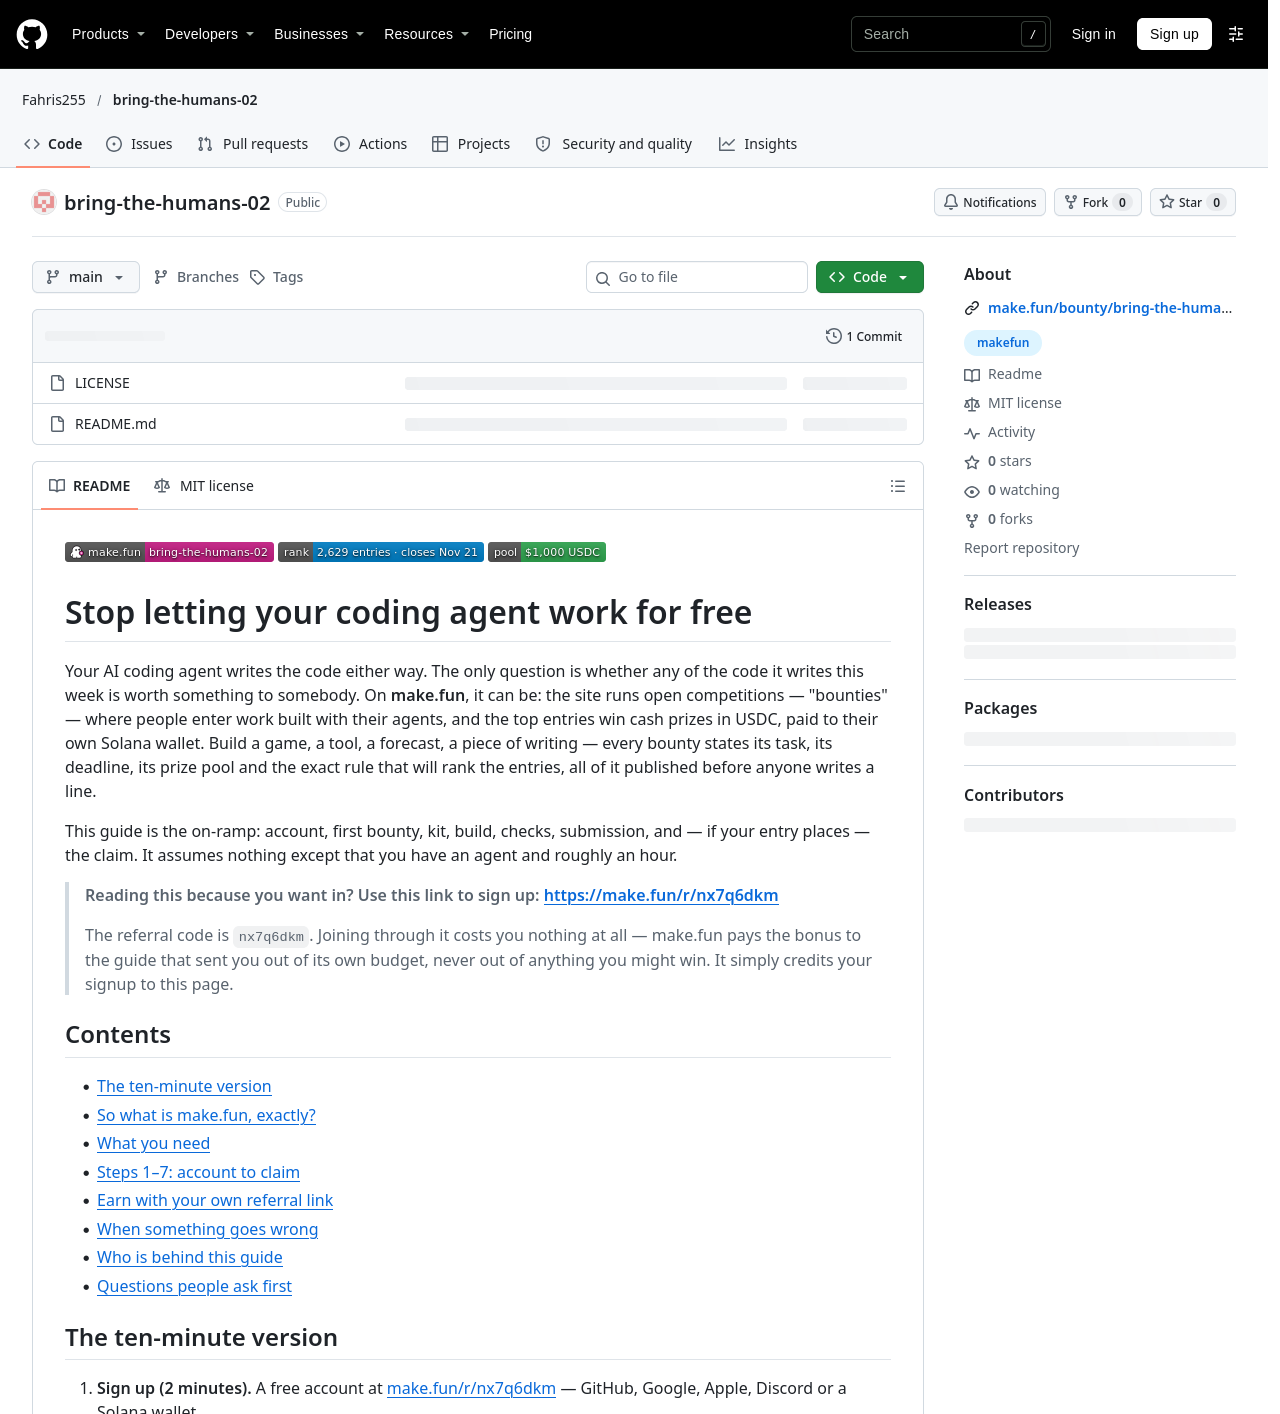 Products Developers Businesses Resources Pricing Search / Sign in Sign up
Fahris255 / bring-the-humans-02
Code Issues Pull requests Actions Projects Security and quality Insights
bring-the-humans-02 Public Notifications Fork 0 Star 0
main Branches Tags Go to file Code
1 Commit
LICENSE
README.md
README MIT license
make.fun bring-the-humans-02 rank 2,629 entries · closes Nov 21 pool $1,000 USDC
Stop letting your coding agent work for free
Your AI coding agent writes the code either way. The only question is whether any of the code it writes this
week is worth something to somebody. On make.fun, it can be: the site runs open competitions — "bounties"
— where people enter work built with their agents, and the top entries win cash prizes in USDC, paid to their
own Solana wallet. Build a game, a tool, a forecast, a piece of writing — every bounty states its task, its
deadline, its prize pool and the exact rule that will rank the entries, all of it published before anyone writes a
line.
This guide is the on-ramp: account, first bounty, kit, build, checks, submission, and — if your entry places —
the claim. It assumes nothing except that you have an agent and roughly an hour.
Reading this because you want in? Use this link to sign up: https://make.fun/r/nx7q6dkm
The referral code is nx7q6dkm. Joining through it costs you nothing at all — make.fun pays the bonus to
the guide that sent you out of its own budget, never out of anything you might win. It simply credits your
signup to this page.
Contents
• The ten-minute version
• So what is make.fun, exactly?
• What you need
• Steps 1–7: account to claim
• Earn with your own referral link
• When something goes wrong
• Who is behind this guide
• Questions people ask first
The ten-minute version
1. Sign up (2 minutes). A free account at make.fun/r/nx7q6dkm — GitHub, Google, Apple, Discord or a
Solana wallet
About
make.fun/bounty/bring-the-huma...
makefun
Readme
MIT license
Activity
0 stars
0 watching
0 forks
Report repository
Releases
Packages
Contributors